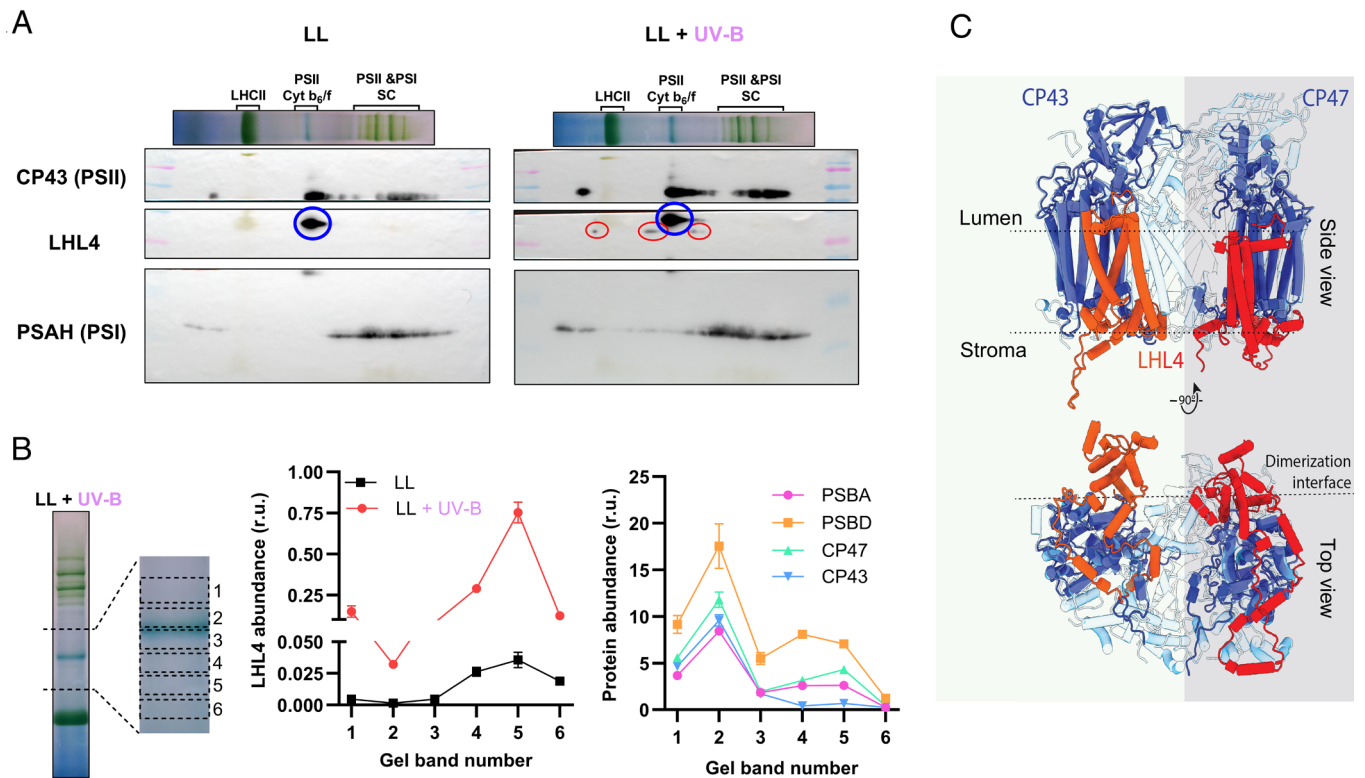 A
LL
LL + UV-B
LHCII
PSII
Cyt b6/f
PSII &PSI
SC
LHCII
PSII
Cyt b6/f
PSII &PSI
SC
CP43 (PSII)
LHL4
PSAH (PSI)
B
LL + UV-B
1
2
3
4
5
6
LHL4 abundance (r.u.)
1.00
0.75
0.50
0.25
0.050
0.025
0.000
LL
LL + UV-B
1 2 3 4 5 6
Gel band number
Protein abundance (r.u.)
25
20
15
10
5
0
PSBA
PSBD
CP47
CP43
1 2 3 4 5 6
Gel band number
C
CP43
CP47
Lumen
Stroma
LHL4
Side view
90º
Dimerization
interface
Top view